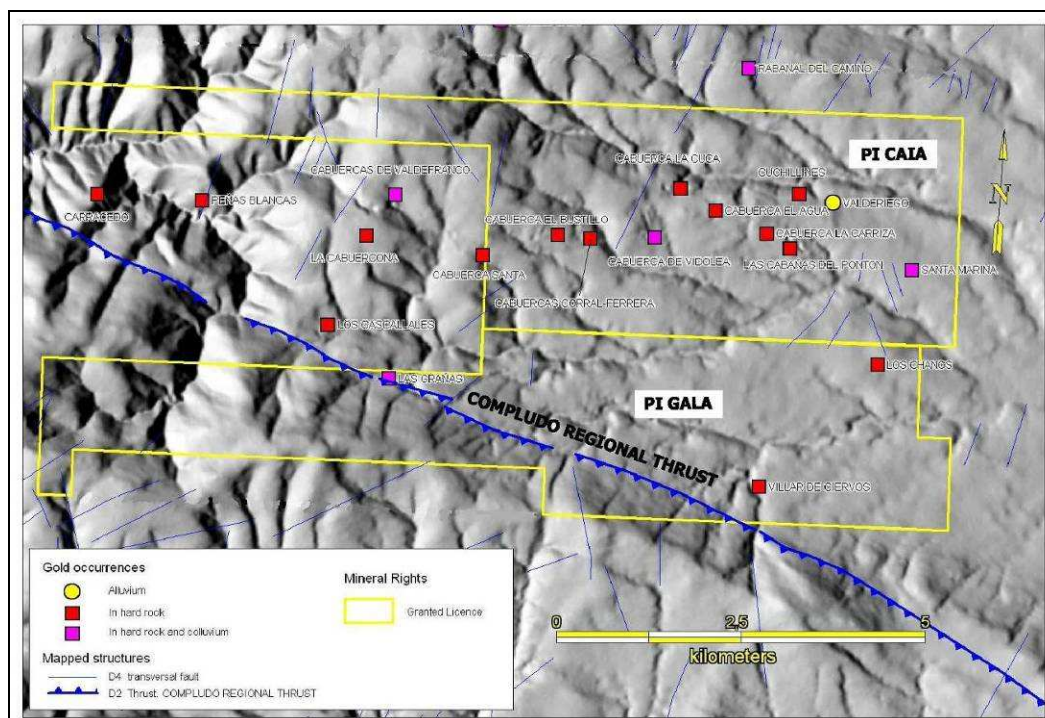 RABANAL DEL CAMINO
PI CAIA
CABUERCA LA CUCA
CUCHILLINES
CABUERCAS DE VALDEFRANCO
N
PEÑAS BLANCAS
VALDERIEGO
CARRACEDO
CABUERCA EL AGUA
CABUERCA EL BUSTILLO
CABUERCA LA CARRIZA
LA CABUERCONA
CABUERCA DE VIDOLEA
LAS CABAÑAS DEL PONTON
CABUERCA SANTA
SANTA MARINA
CABUERCAS CORRAL-FERRERA
LOS CASBALLALES
LOS CHANOS
LAS GRAÑAS
PI GALA
COMPLUDO REGIONAL THRUST
VILLAR DE CIERVOS
Gold occurrences
Alluvium
In hard rock
In hard rock and colluvium
Mapped structures
D4 transversal fault
D2 Thrust. COMPLUDO REGIONAL THRUST
Mineral Rights
Granted Licence
0 2,5 5
kilometers